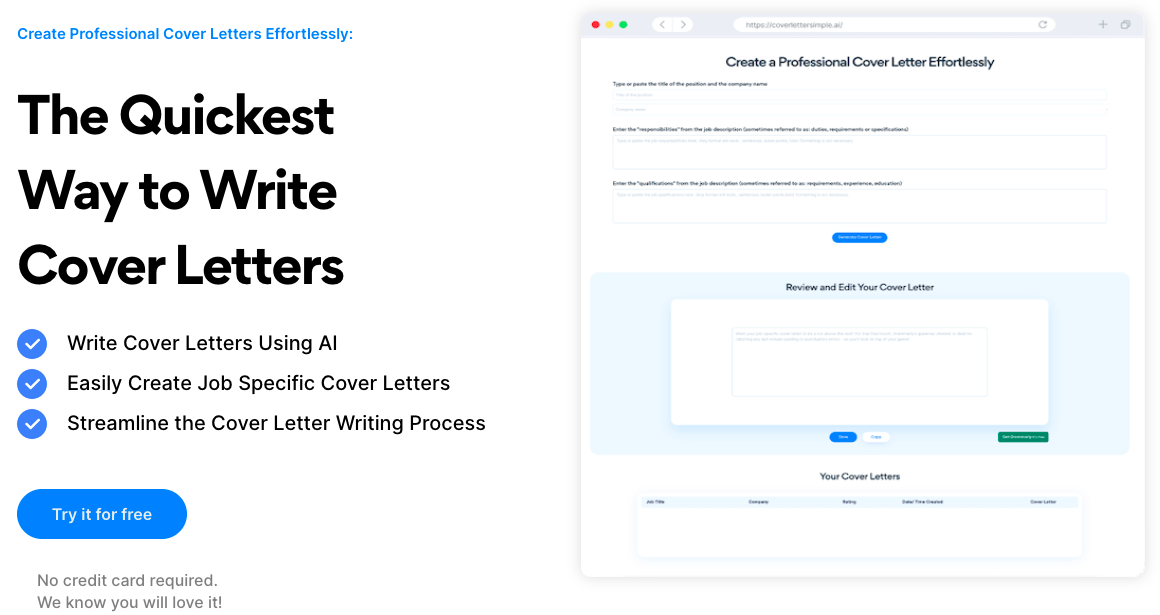 Create Professional Cover Letters Effortlessly:
The Quickest
Way to Write
Cover Letters
Write Cover Letters Using AI
Easily Create Job Specific Cover Letters
Streamline the Cover Letter Writing Process
Try it for free
No credit card required.
We know you will love it!
https://coverlettersimple.ai/
Create a Professional Cover Letter Effortlessly
Type or paste the title of the position and the company name
Title of the position
Company name
Enter the "responsibilities" from the job description (sometimes referred to as: duties, requirements or specifications)
Enter the "qualifications" from the job description (sometimes referred to as: requirements, experience, education)
Generate Cover Letter
Review and Edit Your Cover Letter
Save
Copy
Your Cover Letters
Job Title
Company
Rating
Date/Time Created
Cover Letter